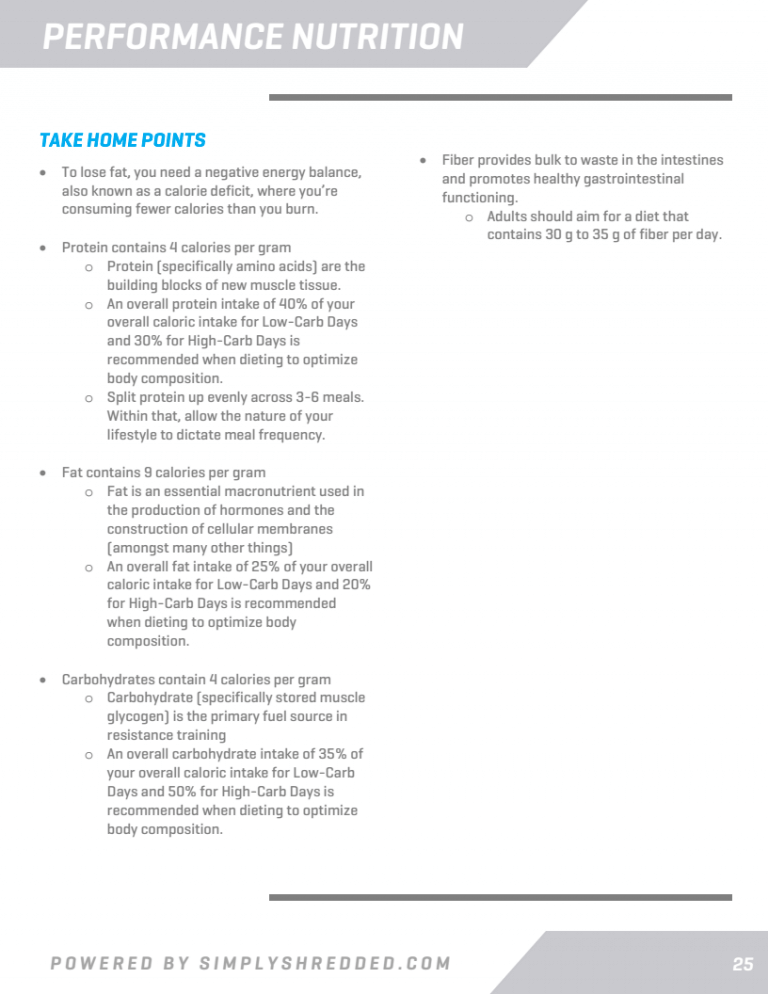 PERFORMANCE NUTRITION
TAKE HOME POINTS
• To lose fat, you need a negative energy balance,
also known as a calorie deficit, where you're
consuming fewer calories than you burn.
• Protein contains 4 calories per gram
o Protein (specifically amino acids) are the
building blocks of new muscle tissue.
o An overall protein intake of 40% of your
overall caloric intake for Low-Carb Days
and 30% for High-Carb Days is
recommended when dieting to optimize
body composition.
o Split protein up evenly across 3-6 meals.
Within that, allow the nature of your
lifestyle to dictate meal frequency.
• Fat contains 9 calories per gram
o Fat is an essential macronutrient used in
the production of hormones and the
construction of cellular membranes
(amongst many other things)
o An overall fat intake of 25% of your overall
caloric intake for Low-Carb Days and 20%
for High-Carb Days is recommended
when dieting to optimize body
composition.
• Carbohydrates contain 4 calories per gram
o Carbohydrate (specifically stored muscle
glycogen) is the primary fuel source in
resistance training
o An overall carbohydrate intake of 35% of
your overall caloric intake for Low-Carb
Days and 50% for High-Carb Days is
recommended when dieting to optimize
body composition.
• Fiber provides bulk to waste in the intestines
and promotes healthy gastrointestinal
functioning.
o Adults should aim for a diet that
contains 30 g to 35 g of fiber per day.
POWERED BY SIMPLYSHREDDED.COM
25